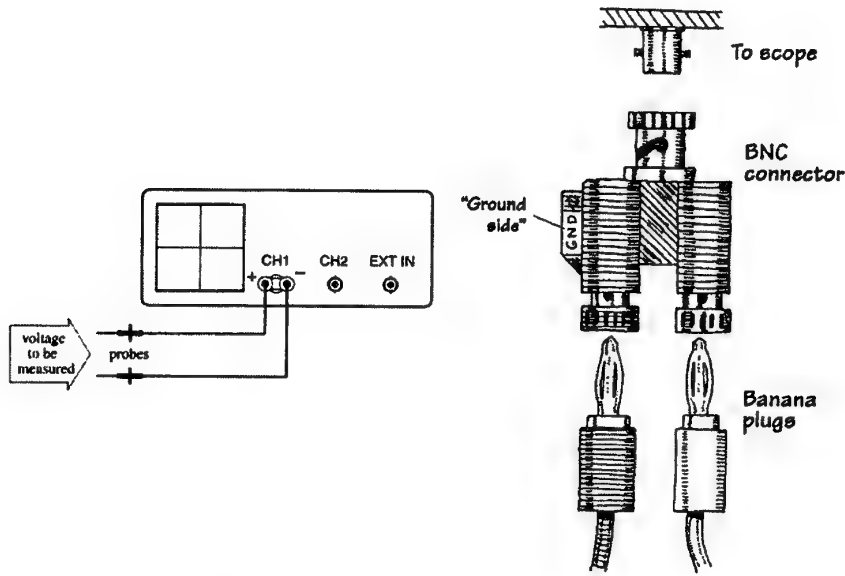 To scope
BNC
connector
"Ground
side"
GND
CH1
CH2
EXT IN
+
−
voltage
to be
measured
probes
Banana
plugs